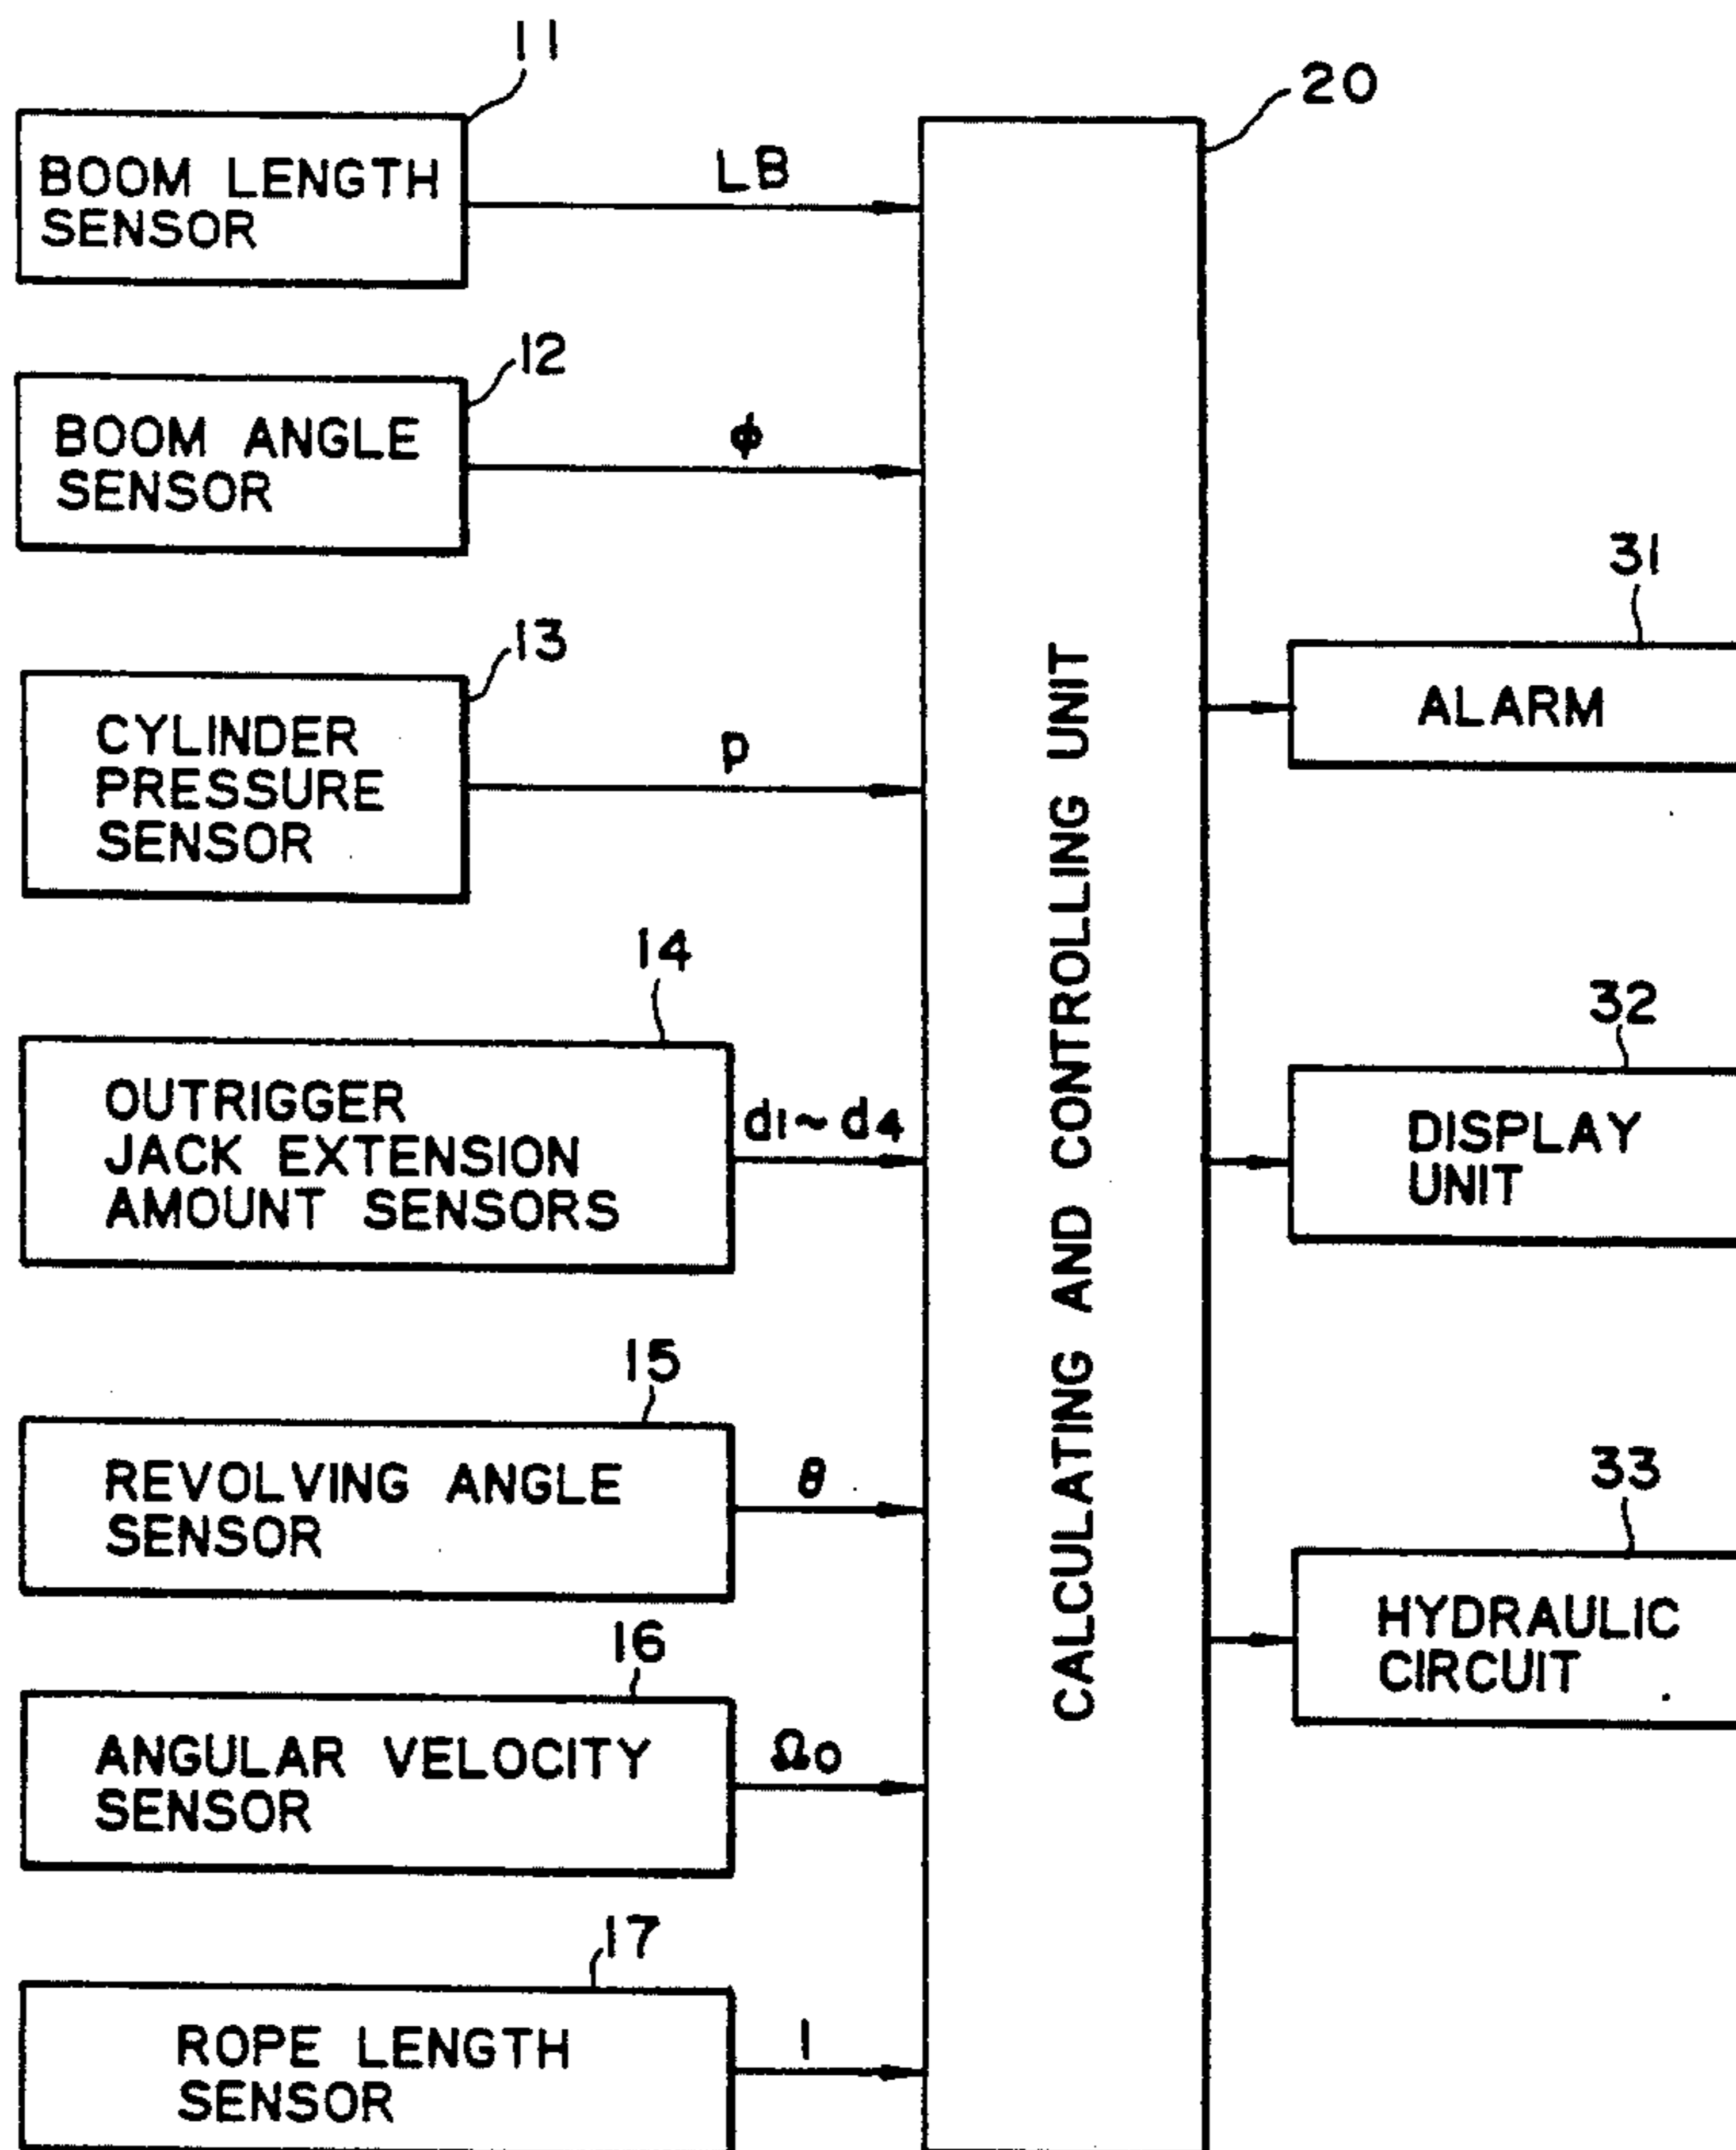 11
BOOM LENGTH
SENSOR
LB
20
12
BOOM ANGLE
SENSOR
ϕ
13
CYLINDER
PRESSURE
SENSOR
p
14
OUTRIGGER
JACK EXTENSION
AMOUNT SENSORS
d1~d4
15
REVOLVING ANGLE
SENSOR
θ
16
ANGULAR VELOCITY
SENSOR
Ωo
17
ROPE LENGTH
SENSOR
l
CALCULATING AND CONTROLLING UNIT
31
ALARM
32
DISPLAY
UNIT
33
HYDRAULIC
CIRCUIT